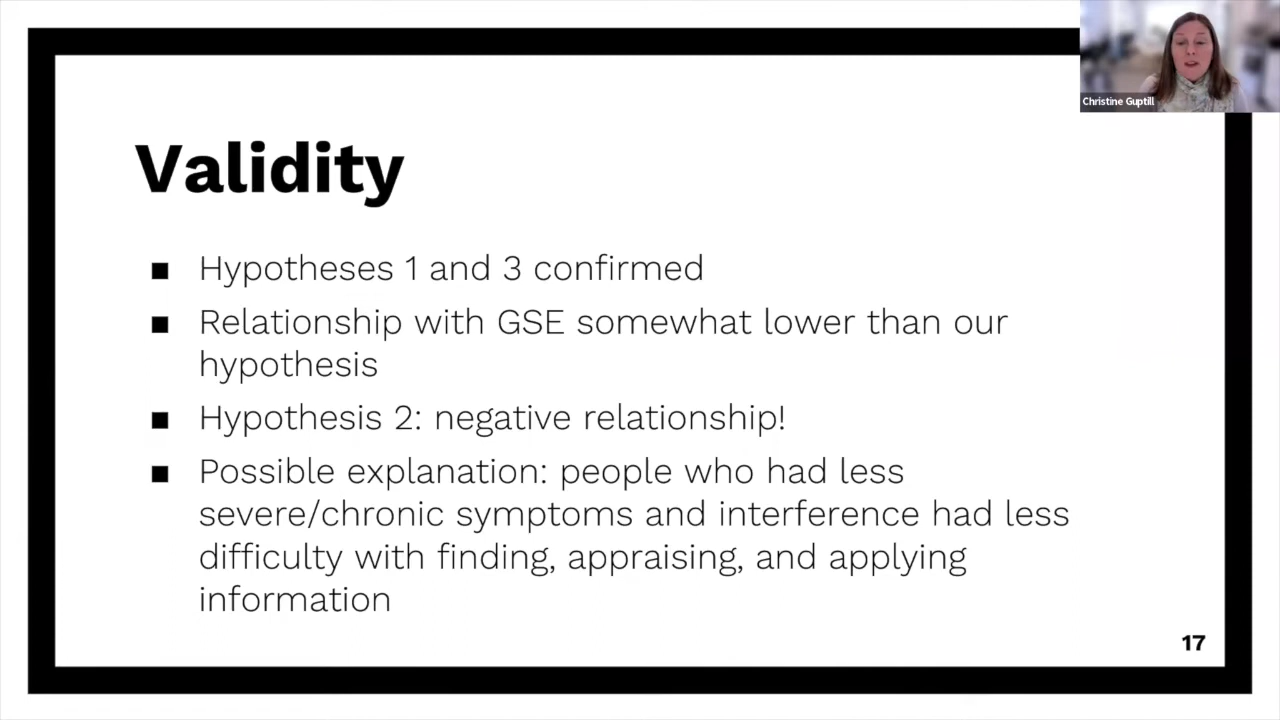 Christine Guptill
Validity
■ Hypotheses 1 and 3 confirmed
■ Relationship with GSE somewhat lower than our
hypothesis
■ Hypothesis 2: negative relationship!
■ Possible explanation: people who had less
severe/chronic symptoms and interference had less
difficulty with finding, appraising, and applying
information
17